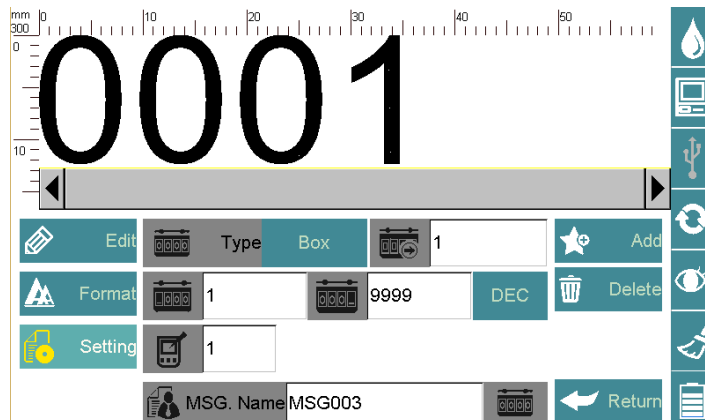 mm 0 10 20 30 40 50
300
0
0001
10
Edit Type Box 1 Add
Format 1 9999 DEC Delete
Setting 1
MSG. Name MSG003 Return